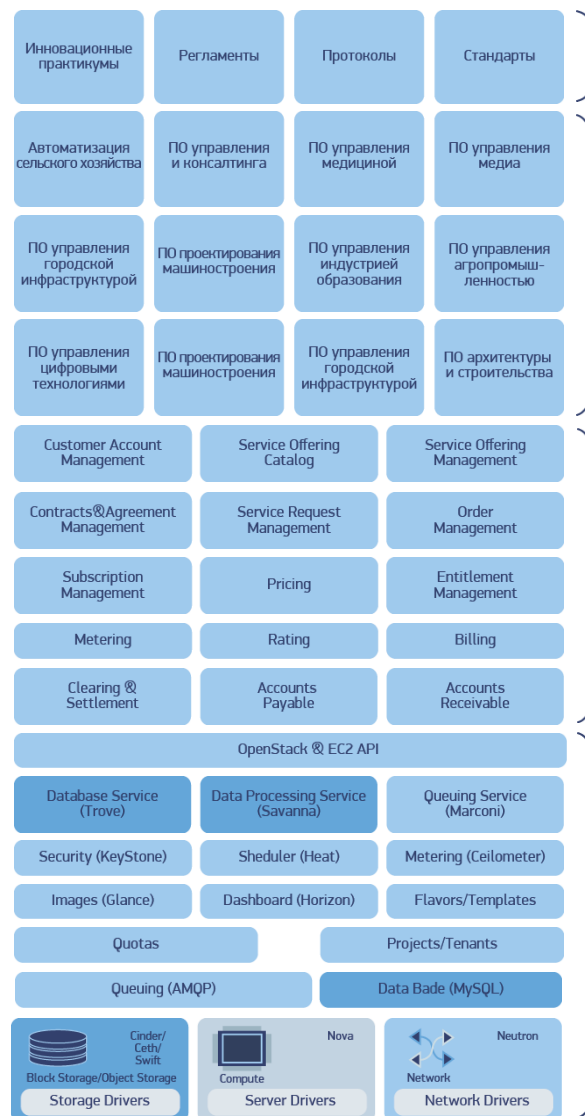 Инновационные
практикумы
Регламенты
Протоколы
Стандарты
Автоматизация
сельского хозяйства
ПО управления
и консалтинга
ПО управления
медициной
ПО управления
медиа
ПО управления
городской
инфраструктурой
ПО проектирования
машиностроения
ПО управления
индустрией
образования
ПО управления
агропромыш-
ленностью
ПО управления
цифровыми
технологиями
ПО проектирования
машиностроения
ПО управления
городской
инфраструктурой
ПО архитектуры
и строительства
Customer Account
Management
Service Offering
Catalog
Service Offering
Management
Contracts&Agreement
Management
Service Request
Management
Order
Management
Subscription
Management
Pricing
Entitlement
Management
Metering
Rating
Billing
Clearing &
Settlement
Accounts
Payable
Accounts
Receivable
OpenStack & EC2 API
Database Service
(Trove)
Data Processing Service
(Savanna)
Queuing Service
(Marconi)
Security (KeyStone)
Sheduler (Heat)
Metering (Ceilometer)
Images (Glance)
Dashboard (Horizon)
Flavors/Templates
Quotas
Projects/Tenants
Queuing (AMQP)
Data Bade (MySQL)
Cinder/
Ceth/
Swift
Block Storage/Object Storage
Storage Drivers
Nova
Compute
Server Drivers
Neutron
Network
Network Drivers